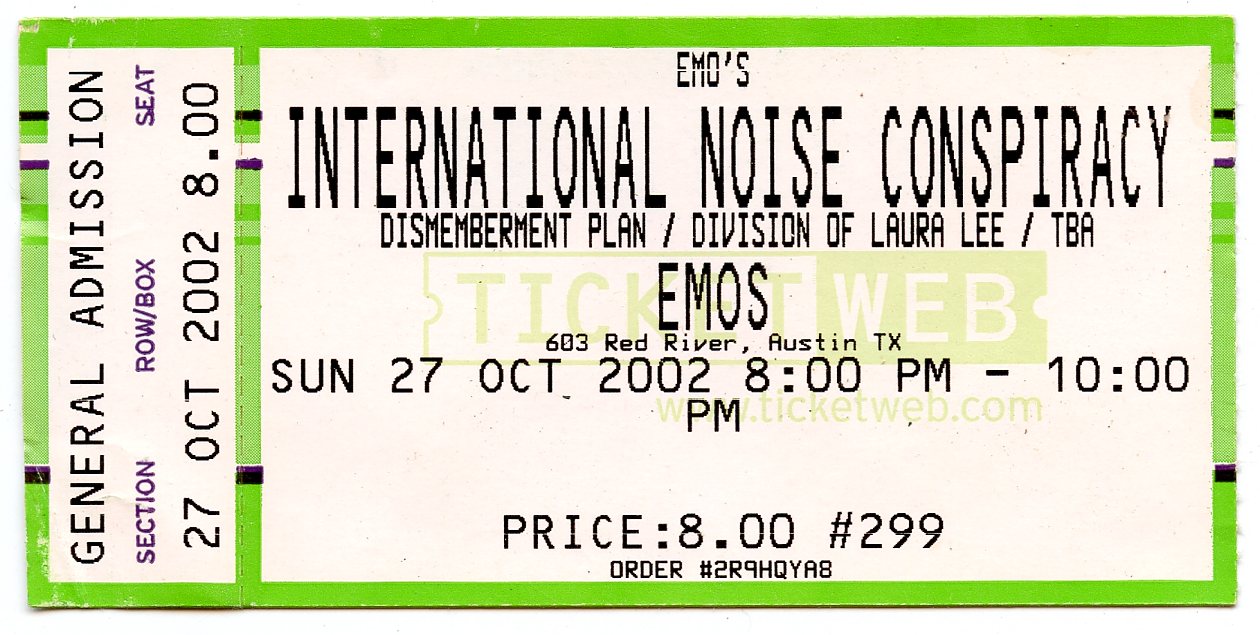 GENERAL ADMISSION
SECTION ROW/BOX SEAT
27 OCT 2002 8.00
EMO'S
INTERNATIONAL NOISE CONSPIRACY
DISMEMBERMENT PLAN / DIVISION OF LAURA LEE / TBA
TICKETWEB
EMOS
603 Red River, Austin TX
SUN 27 OCT 2002 8:00 PM - 10:00
PM
www.ticketweb.com
PRICE:8.00 #299
ORDER #2R9HQYA8